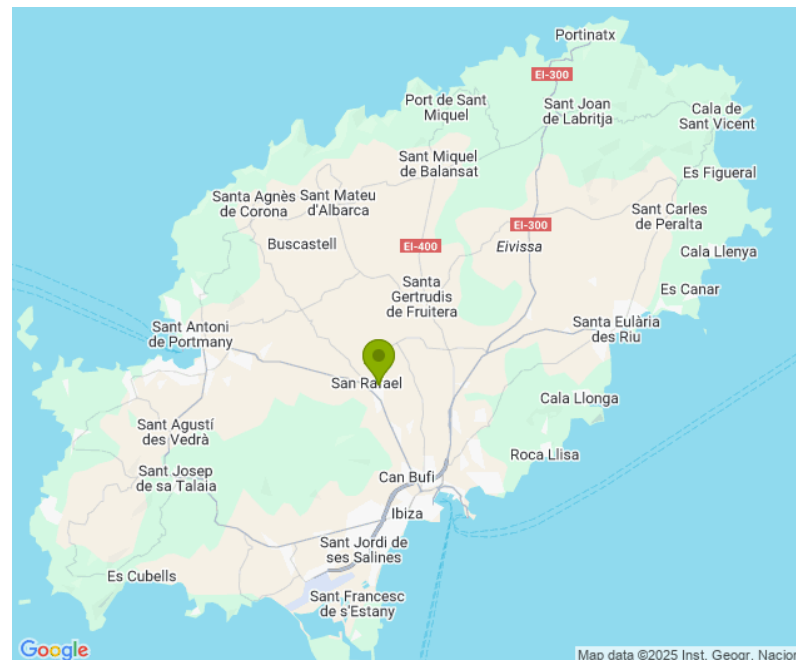 Portinatx
EI-300
Port de Sant
Miquel
Sant Joan
de Labritja
Cala de
Sant Vicent
Sant Miquel
de Balansat
Es Figueral
Santa Agnès
de Corona
Sant Mateu
d'Albarca
Sant Carles
de Peralta
EI-300
Buscastell
EI-400
Eivissa
Cala Llenya
Santa
Gertrudis
de Fruitera
Es Canar
Sant Antoni
de Portmany
Santa Eulària
des Riu
San Rafael
Cala Llonga
Sant Agustí
des Vedrà
Roca Llisa
Sant Josep
de sa Talaia
Can Bufi
Ibiza
Sant Jordi de
ses Salines
Es Cubells
Sant Francesc
de s'Estany
Google
Map data ©2025 Inst. Geogr. Nacion